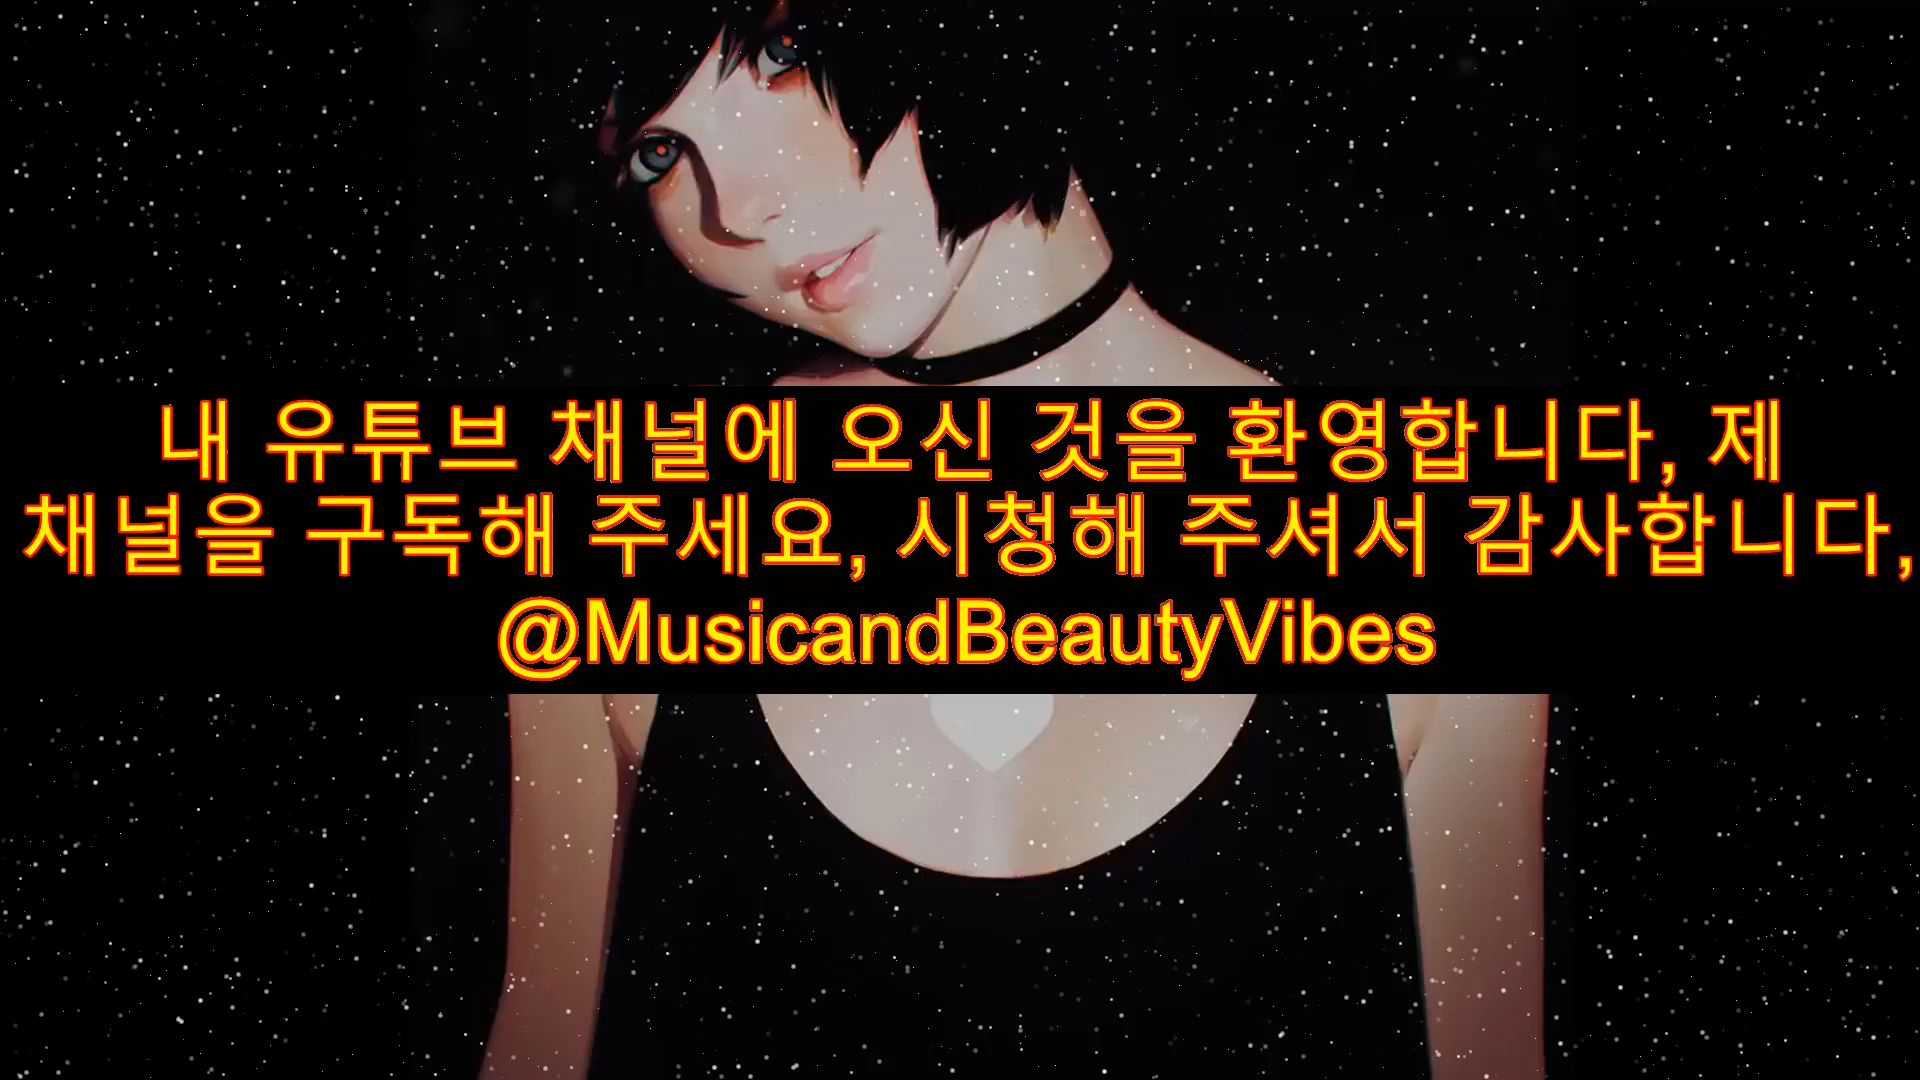 내 유튜브 채널에 오신 것을 환영합니다, 제
채널을 구독해 주세요, 시청해 주셔서 감사합니다,
@MusicandBeautyVibes